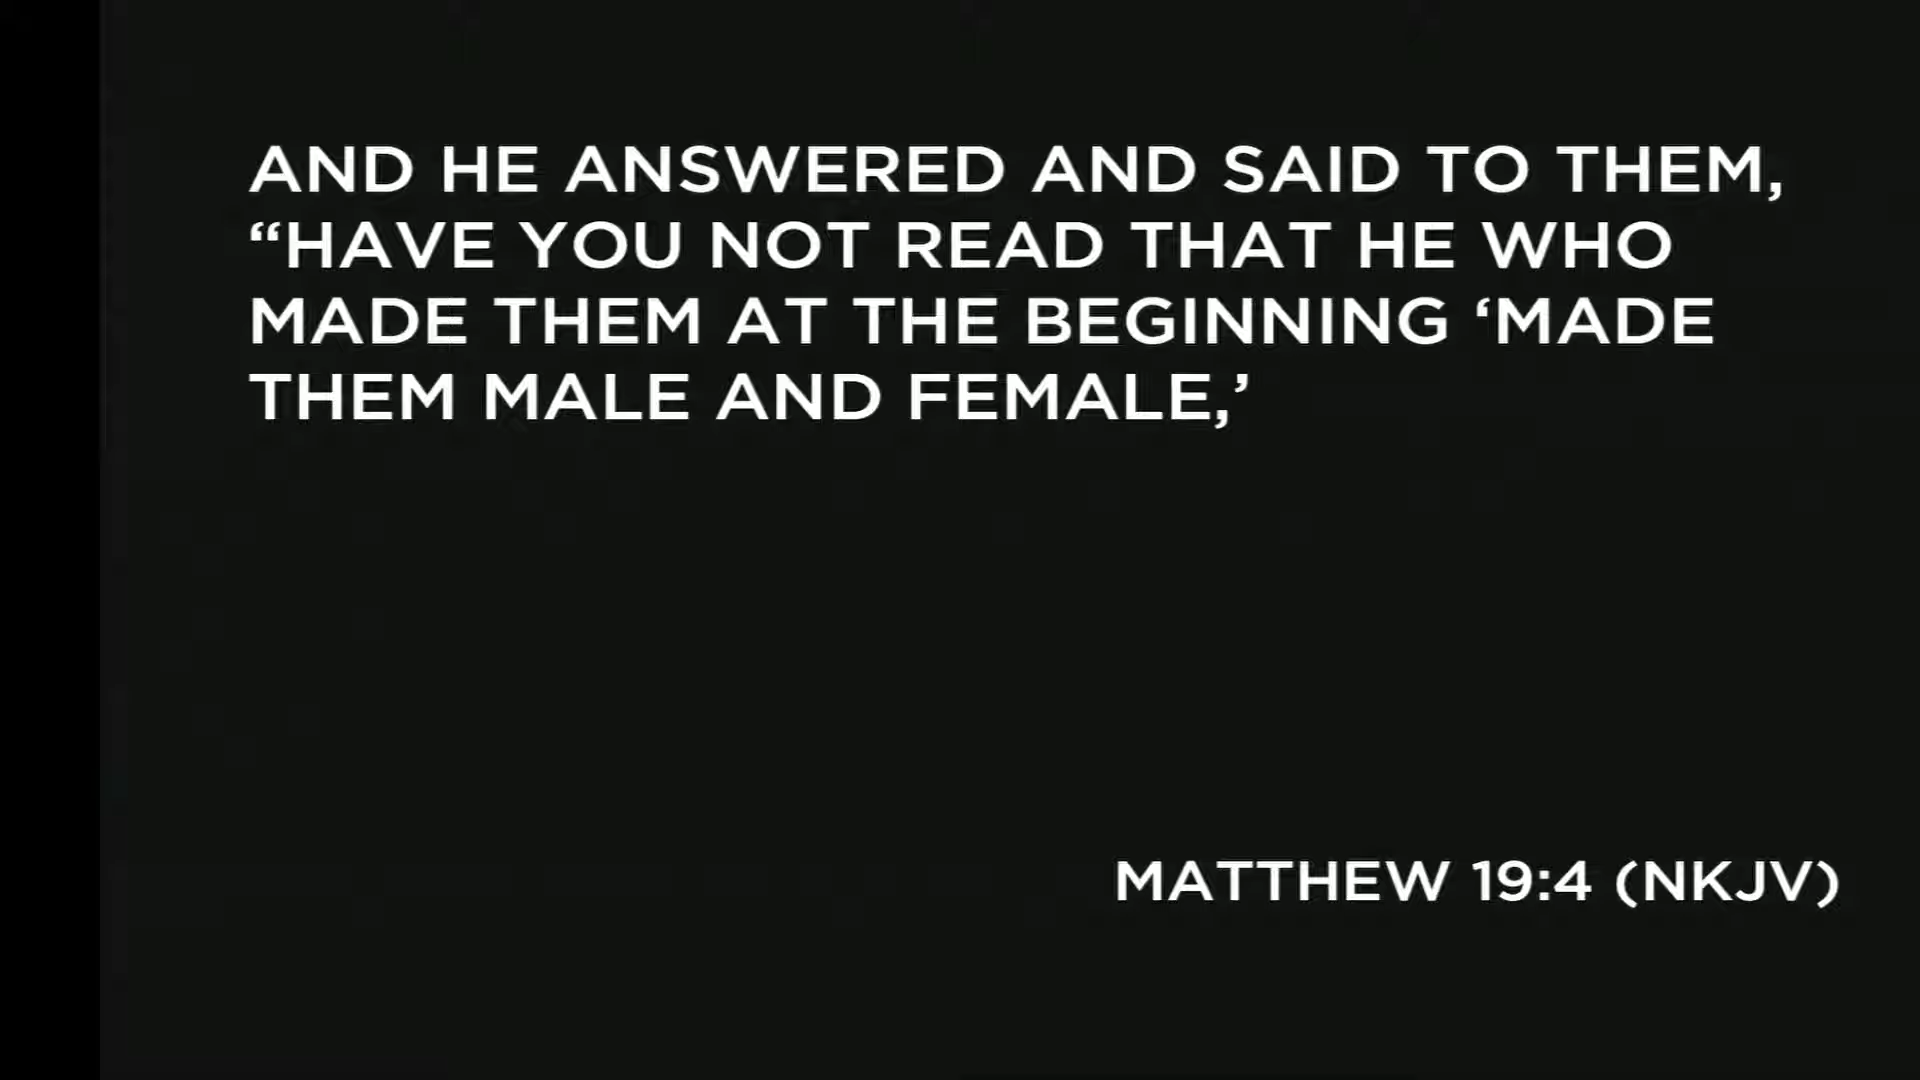 AND HE ANSWERED AND SAID TO THEM,
“HAVE YOU NOT READ THAT HE WHO
MADE THEM AT THE BEGINNING ‘MADE
THEM MALE AND FEMALE,’
MATTHEW 19:4 (NKJV)